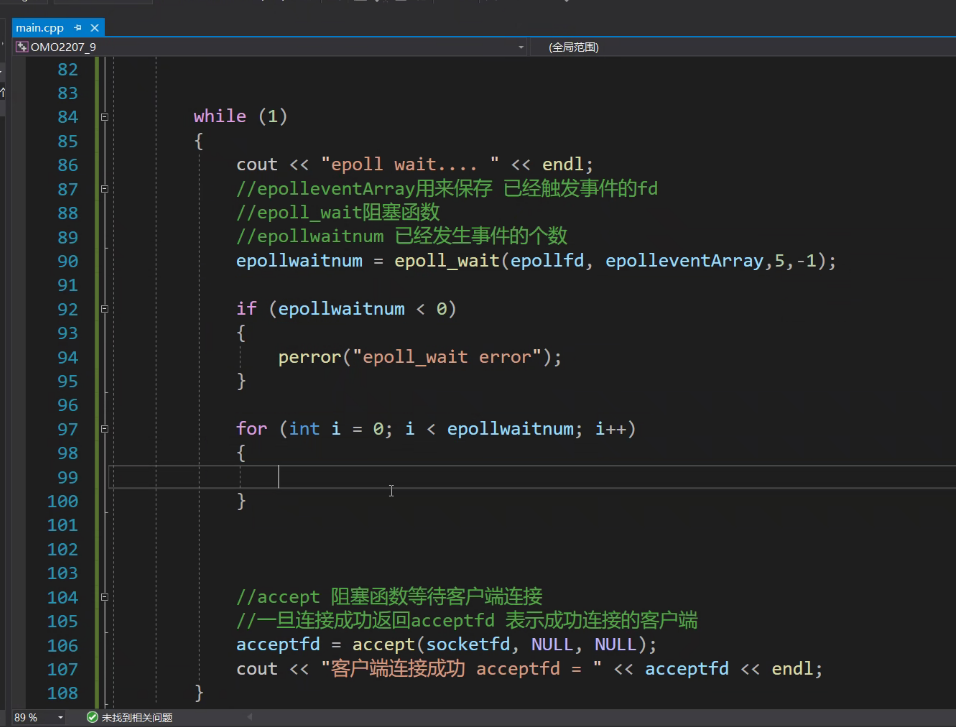 main.cpp
OMO2207_9
(全局范围)
82
83
84 while (1)
85 {
86 cout << "epoll wait.... " << endl;
87 //epolleventArray用来保存 已经触发事件的fd
88 //epoll_wait阻塞函数
89 //epollwaitnum 已经发生事件的个数
90 epollwaitnum = epoll_wait(epollfd, epolleventArray,5,-1);
91
92 if (epollwaitnum < 0)
93 {
94 perror("epoll_wait error");
95 }
96
97 for (int i = 0; i < epollwaitnum; i++)
98 {
99
100 }
101
102
103
104 //accept 阻塞函数等待客户端连接
105 //一旦连接成功返回acceptfd 表示成功连接的客户端
106 acceptfd = accept(socketfd, NULL, NULL);
107 cout << "客户端连接成功 acceptfd = " << acceptfd << endl;
108 }
89 %
未找到相关问题